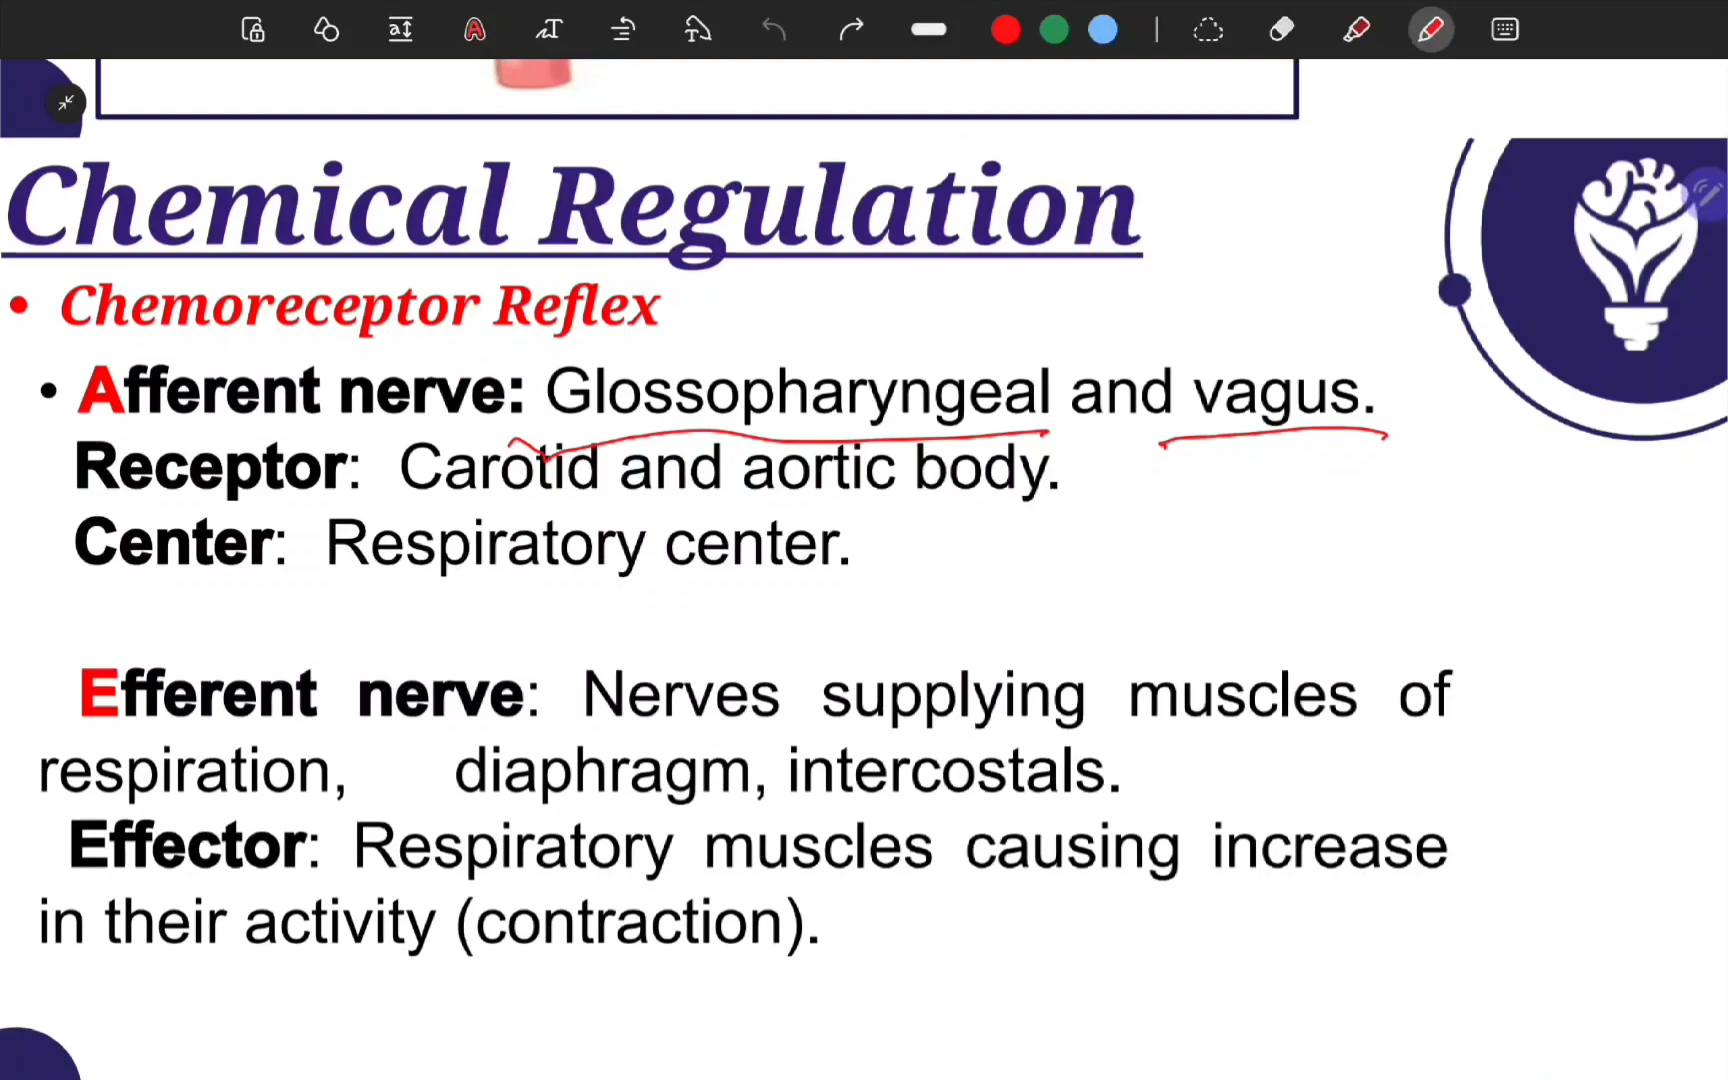 Chemical Regulation
• Chemoreceptor Reflex
• Afferent nerve: Glossopharyngeal and vagus.
Receptor: Carotid and aortic body.
Center: Respiratory center.
Efferent nerve: Nerves supplying muscles of
respiration, diaphragm, intercostals.
Effector: Respiratory muscles causing increase
in their activity (contraction).